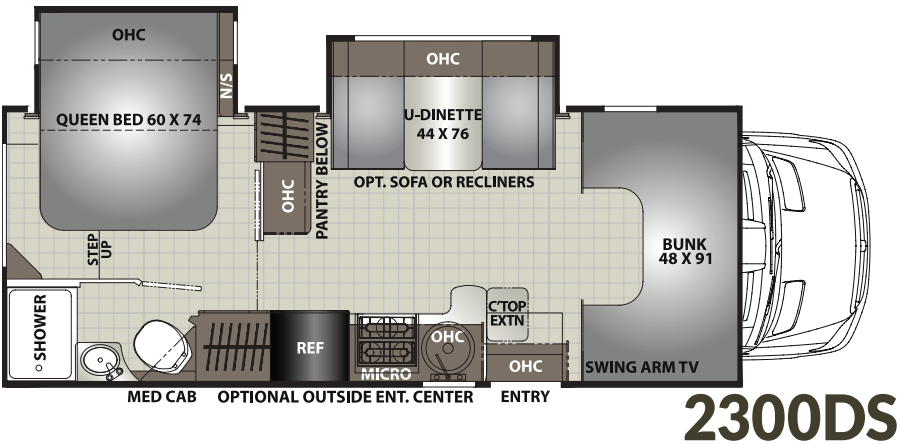 OHC
N/S
QUEEN BED 60 X 74
OHC
U-DINETTE
44 X 76
OPT. SOFA OR RECLINERS
OHC
PANTRY BELOW
STEP
UP
BUNK
48 X 91
SHOWER
REF
MICRO
OHC
C'TOP
EXTN
OHC
SWING ARM TV
MED CAB
OPTIONAL OUTSIDE ENT. CENTER
ENTRY
2300DS